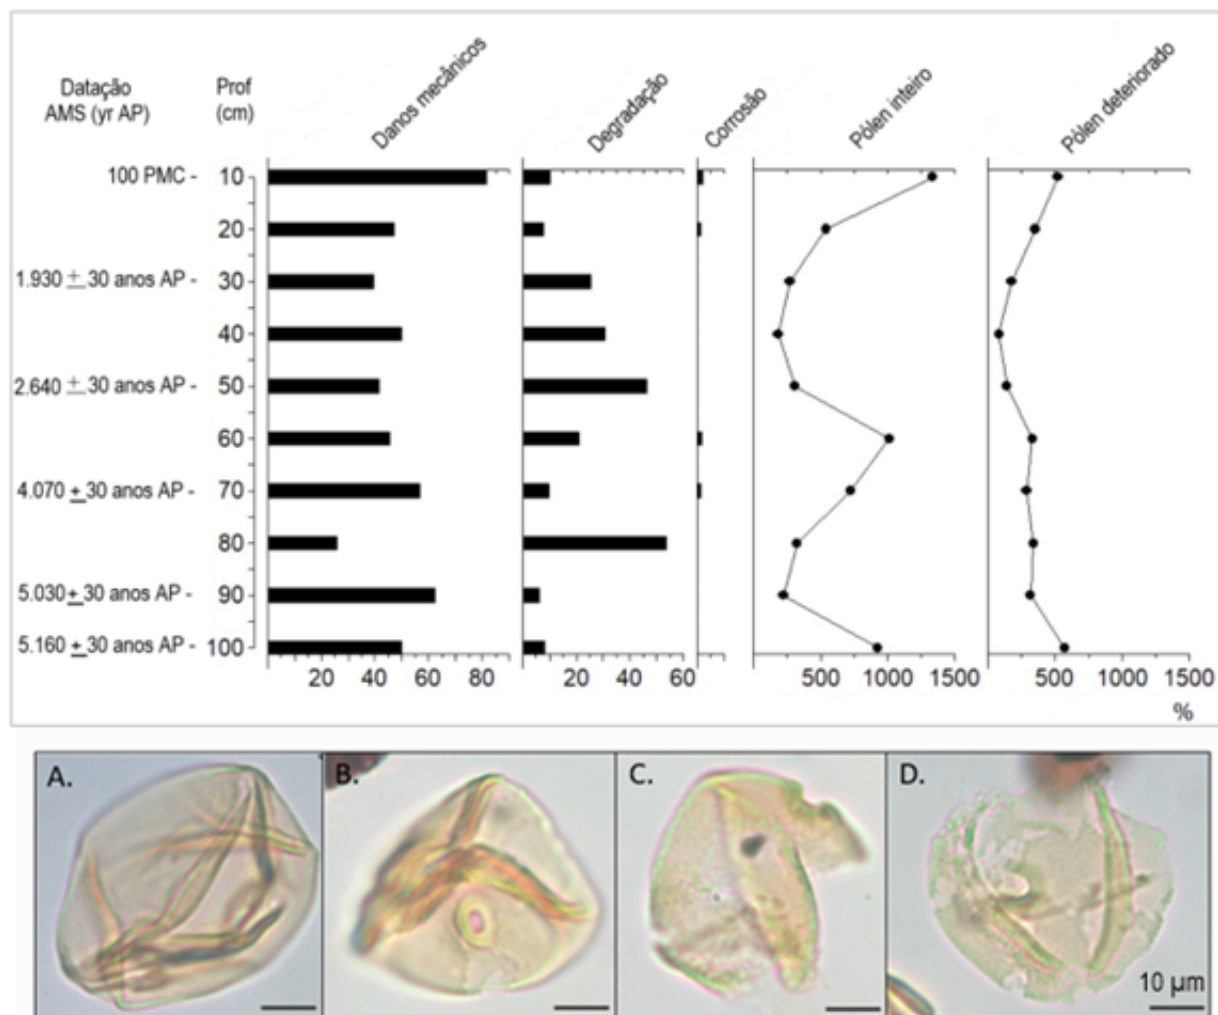 Datação
AMS (yr AP)
Prof
(cm)
Danos mecânicos
Degradação
Corrosão
Pólen inteiro
Pólen deteriorado
100 PMC - 10
20
1.930 ± 30 anos AP - 30
40
2.640 ± 30 anos AP - 50
60
4.070 ± 30 anos AP - 70
80
5.030 ± 30 anos AP - 90
5.160 ± 30 anos AP - 100
20 40 60 80 20 40 60 500 1000 1500 500 1000 1500
%
A. B. C. D.
10 µm